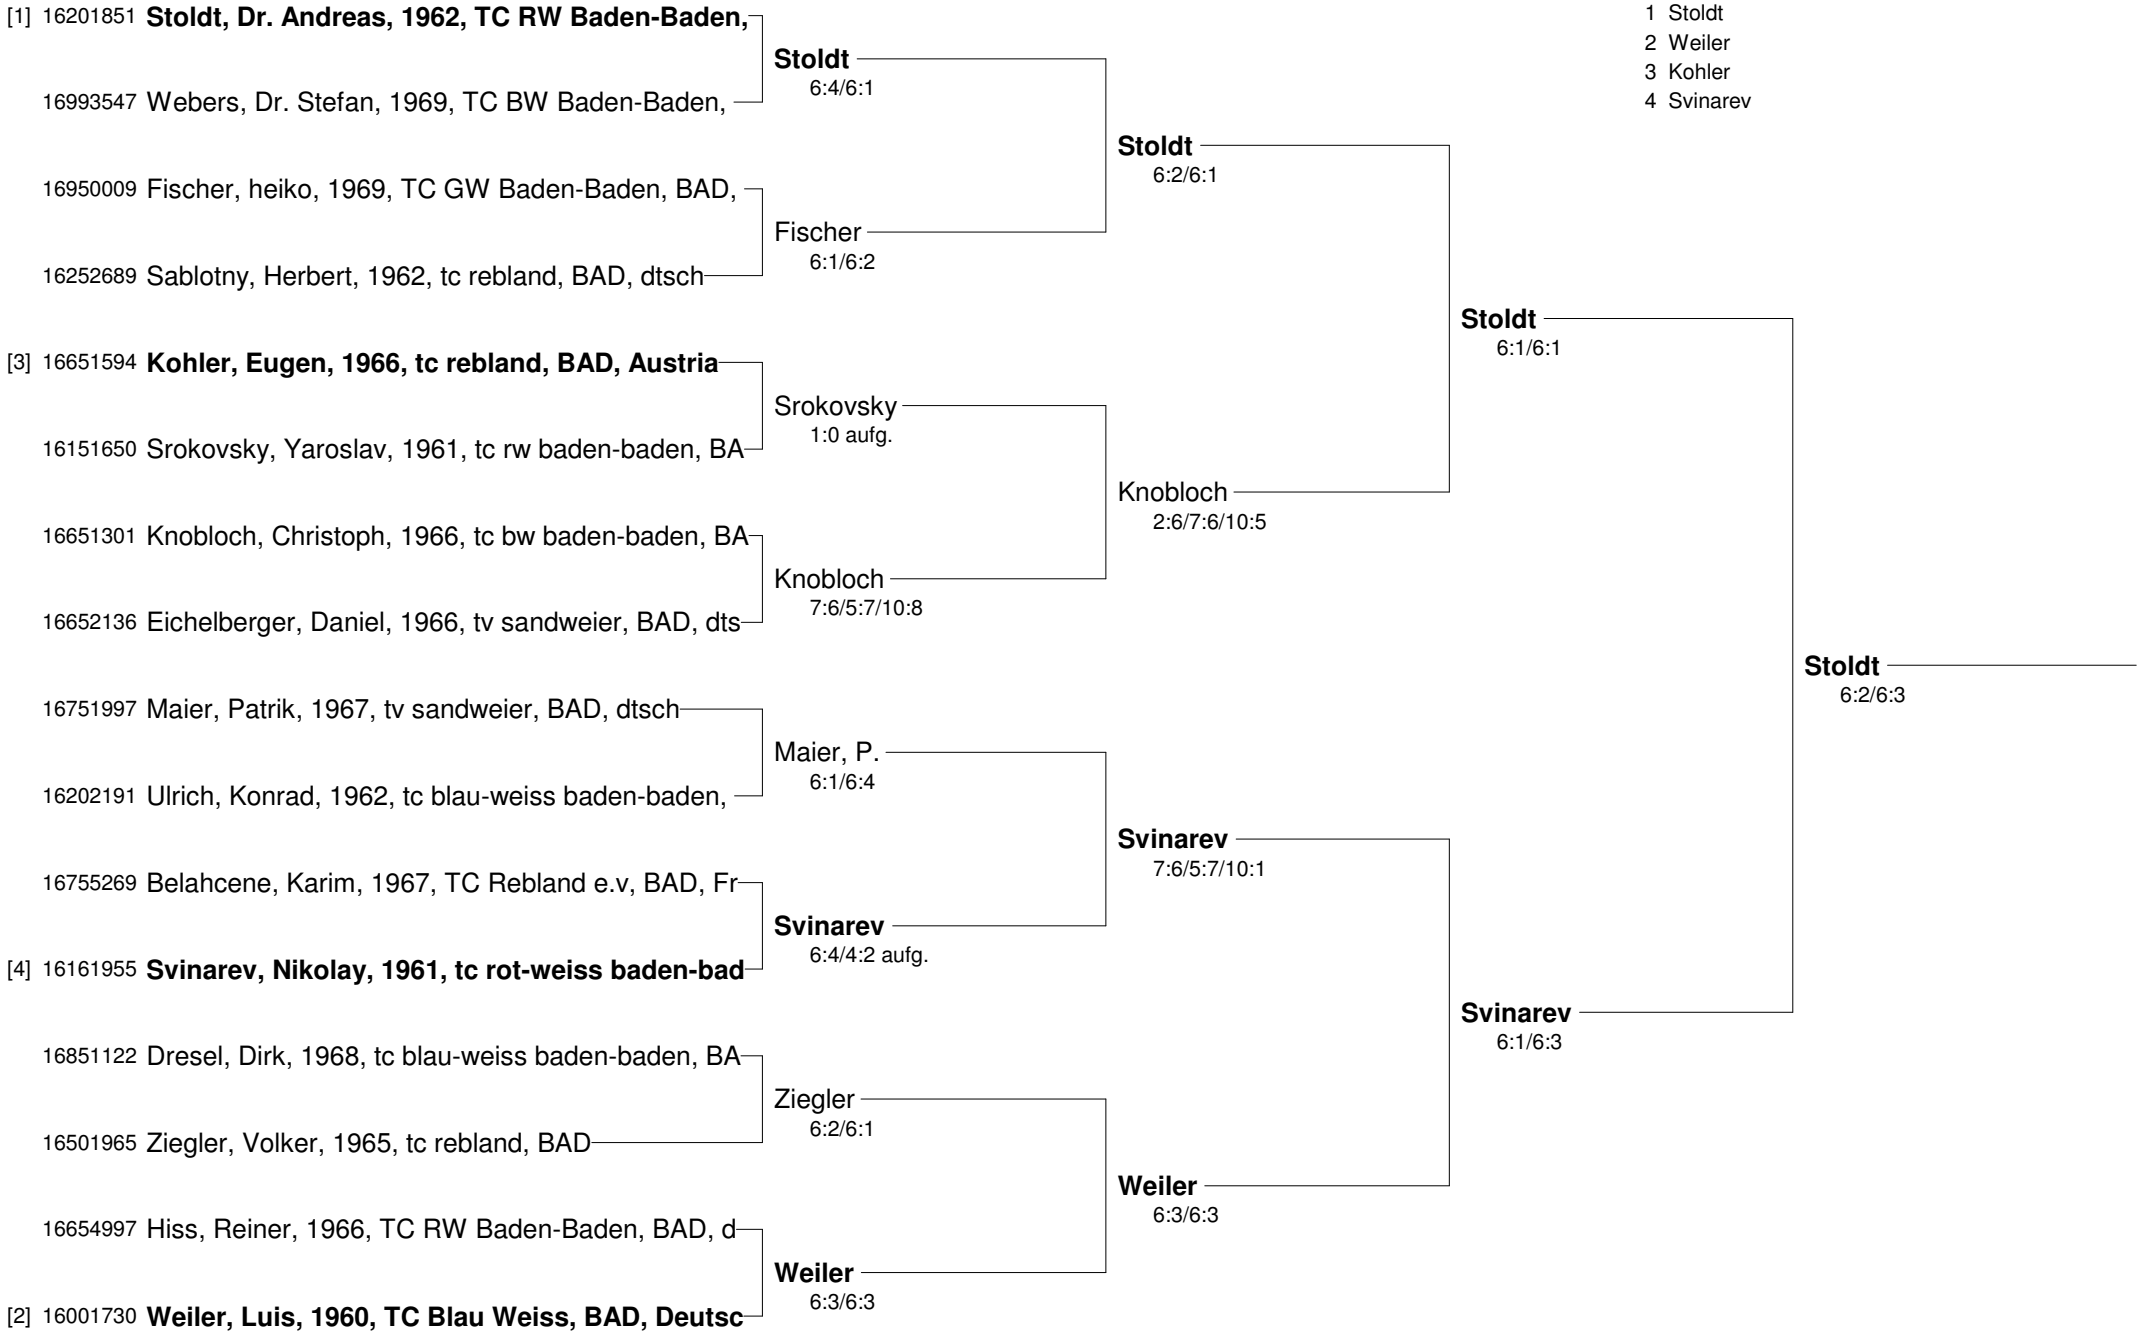 [1] 16201851 Stoldt, Dr. Andreas, 1962, TC RW Baden-Baden,
1 Stoldt
2 Weiler
3 Kohler
4 Svinarev
Stoldt
6:4/6:1
16993547 Webers, Dr. Stefan, 1969, TC BW Baden-Baden,
Stoldt
6:2/6:1
16950009 Fischer, heiko, 1969, TC GW Baden-Baden, BAD,
Fischer
6:1/6:2
16252689 Sablotny, Herbert, 1962, tc rebland, BAD, dtsch
Stoldt
6:1/6:1
[3] 16651594 Kohler, Eugen, 1966, tc rebland, BAD, Austria
Srokovsky
1:0 aufg.
16151650 Srokovsky, Yaroslav, 1961, tc rw baden-baden, BA
Knobloch
2:6/7:6/10:5
16651301 Knobloch, Christoph, 1966, tc bw baden-baden, BA
Knobloch
7:6/5:7/10:8
16652136 Eichelberger, Daniel, 1966, tv sandweier, BAD, dts
Stoldt
6:2/6:3
16751997 Maier, Patrik, 1967, tv sandweier, BAD, dtsch
Maier, P.
6:1/6:4
16202191 Ulrich, Konrad, 1962, tc blau-weiss baden-baden,
Svinarev
7:6/5:7/10:1
16755269 Belahcene, Karim, 1967, TC Rebland e.v, BAD, Fr
Svinarev
6:4/4:2 aufg.
[4] 16161955 Svinarev, Nikolay, 1961, tc rot-weiss baden-bad
Svinarev
6:1/6:3
16851122 Dresel, Dirk, 1968, tc blau-weiss baden-baden, BA
Ziegler
6:2/6:1
16501965 Ziegler, Volker, 1965, tc rebland, BAD
Weiler
6:3/6:3
16654997 Hiss, Reiner, 1966, TC RW Baden-Baden, BAD, d
Weiler
6:3/6:3
[2] 16001730 Weiler, Luis, 1960, TC Blau Weiss, BAD, Deutsc